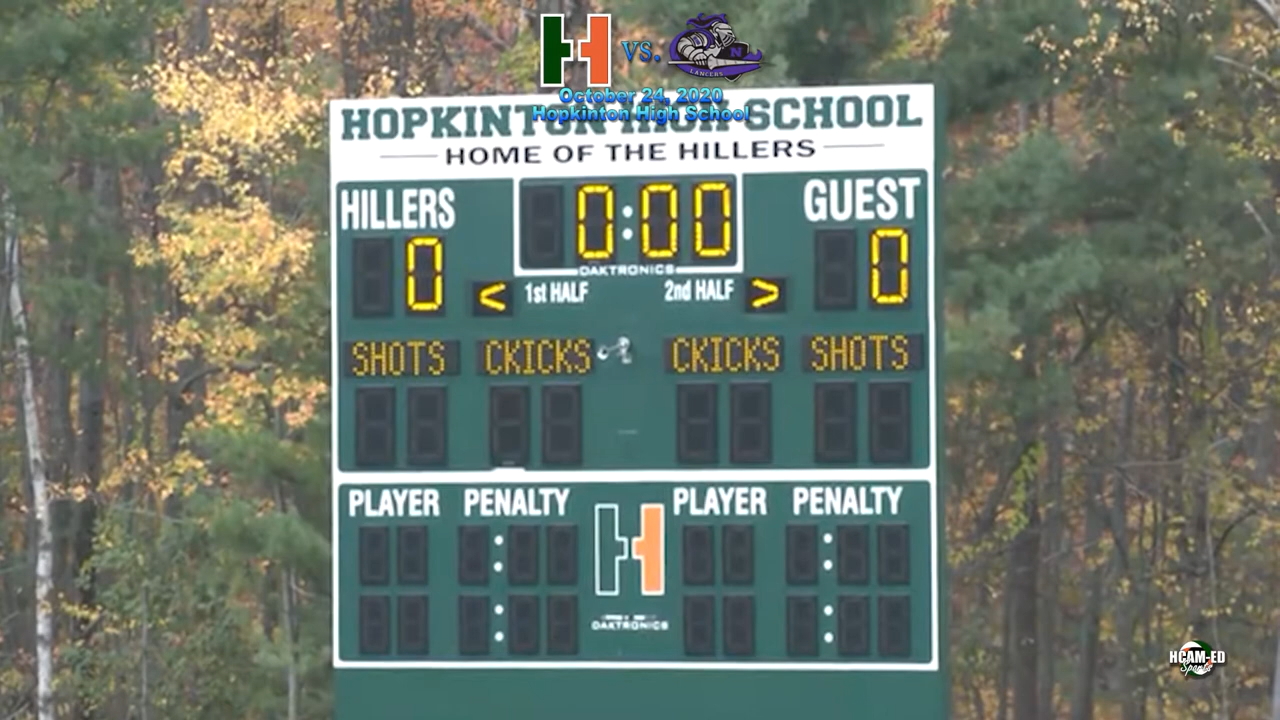 H vs. N
LANCERS
October 24, 2020
Hopkinton High School
HOPKINTON HIGH SCHOOL
HOME OF THE HILLERS
HILLERS 0:00 GUEST
0 DAKTRONICS 0
< 1st HALF 2nd HALF >
SHOTS CKICKS CKICKS SHOTS
PLAYER PENALTY H PLAYER PENALTY
DAKTRONICS
HCAM-ED
Sports